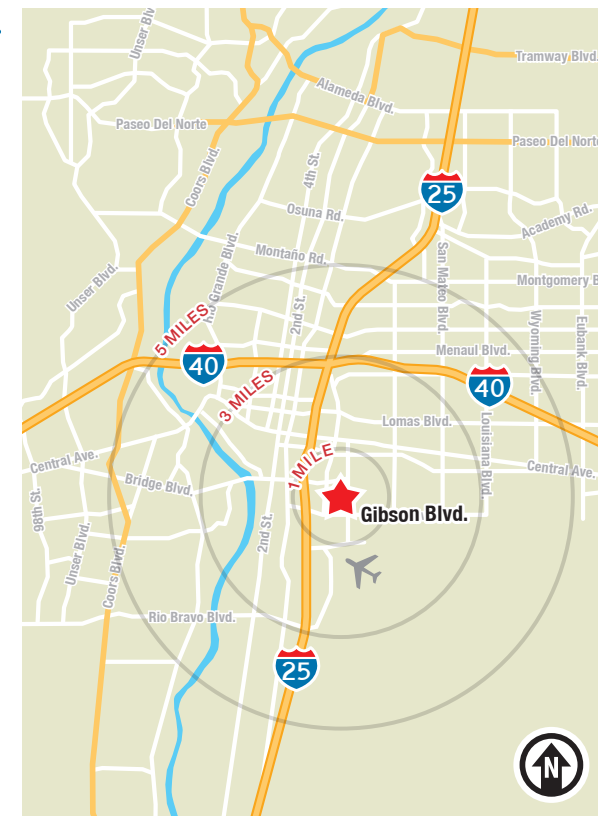 Unser Blv
Tramway Blvd.
Alameda Blvd.
Paseo Del Norte
Paseo Del Norte
Coors Blvd.
4th St.
25
Osuna Rd.
Academy Rd.
Rio Grande Blvd.
Montaño Rd.
San Mateo Blvd.
Unser Blvd.
Montgomery B
2nd St.
5 MILES
Wyoming Blvd.
Eubank Blvd.
Menaul Blvd.
40
40
3 MILES
Lomas Blvd.
Louisiana Blvd.
Central Ave.
1 MILE
Central Ave.
Bridge Blvd.
98th St.
Gibson Blvd.
2nd St.
Unser Blvd.
Coors Blvd.
Rio Bravo Blvd.
25
N